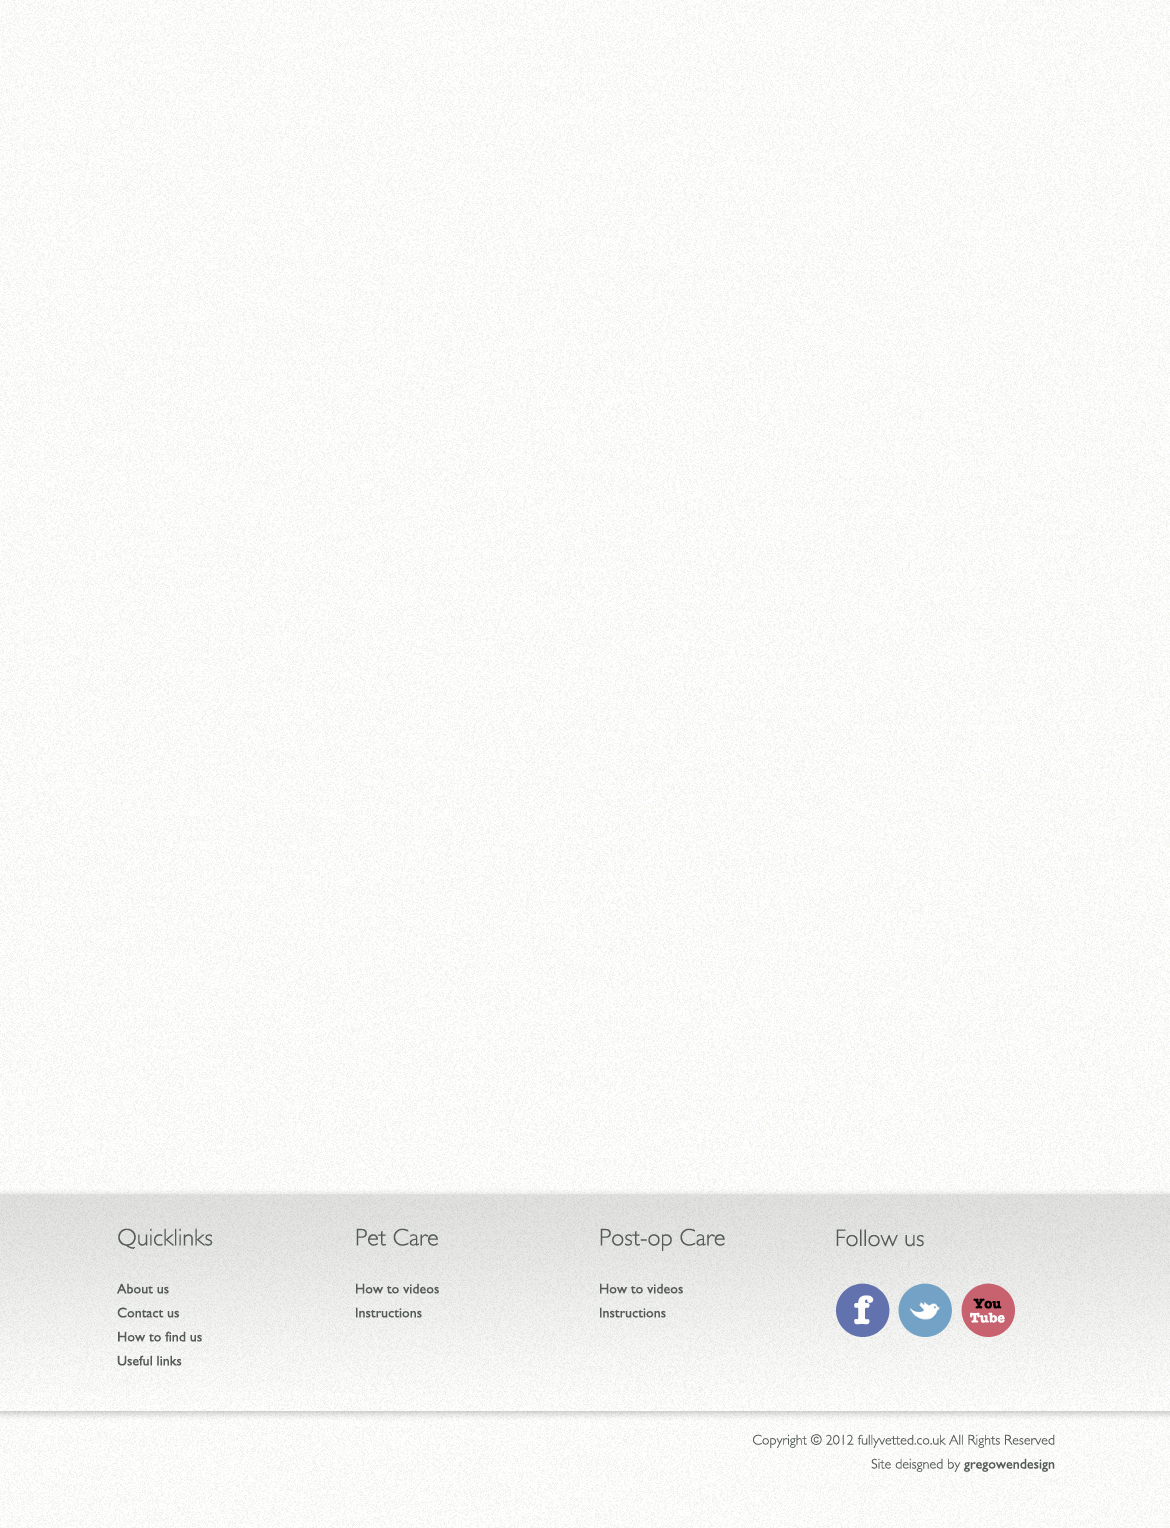 Quicklinks
About us
Contact us
How to find us
Useful links
Pet Care
How to videos
Instructions
Post-op Care
How to videos
Instructions
Follow us
f
You
Tube
Copyright © 2012 fullyvetted.co.uk All Rights Reserved
Site deisgned by gregowendesign